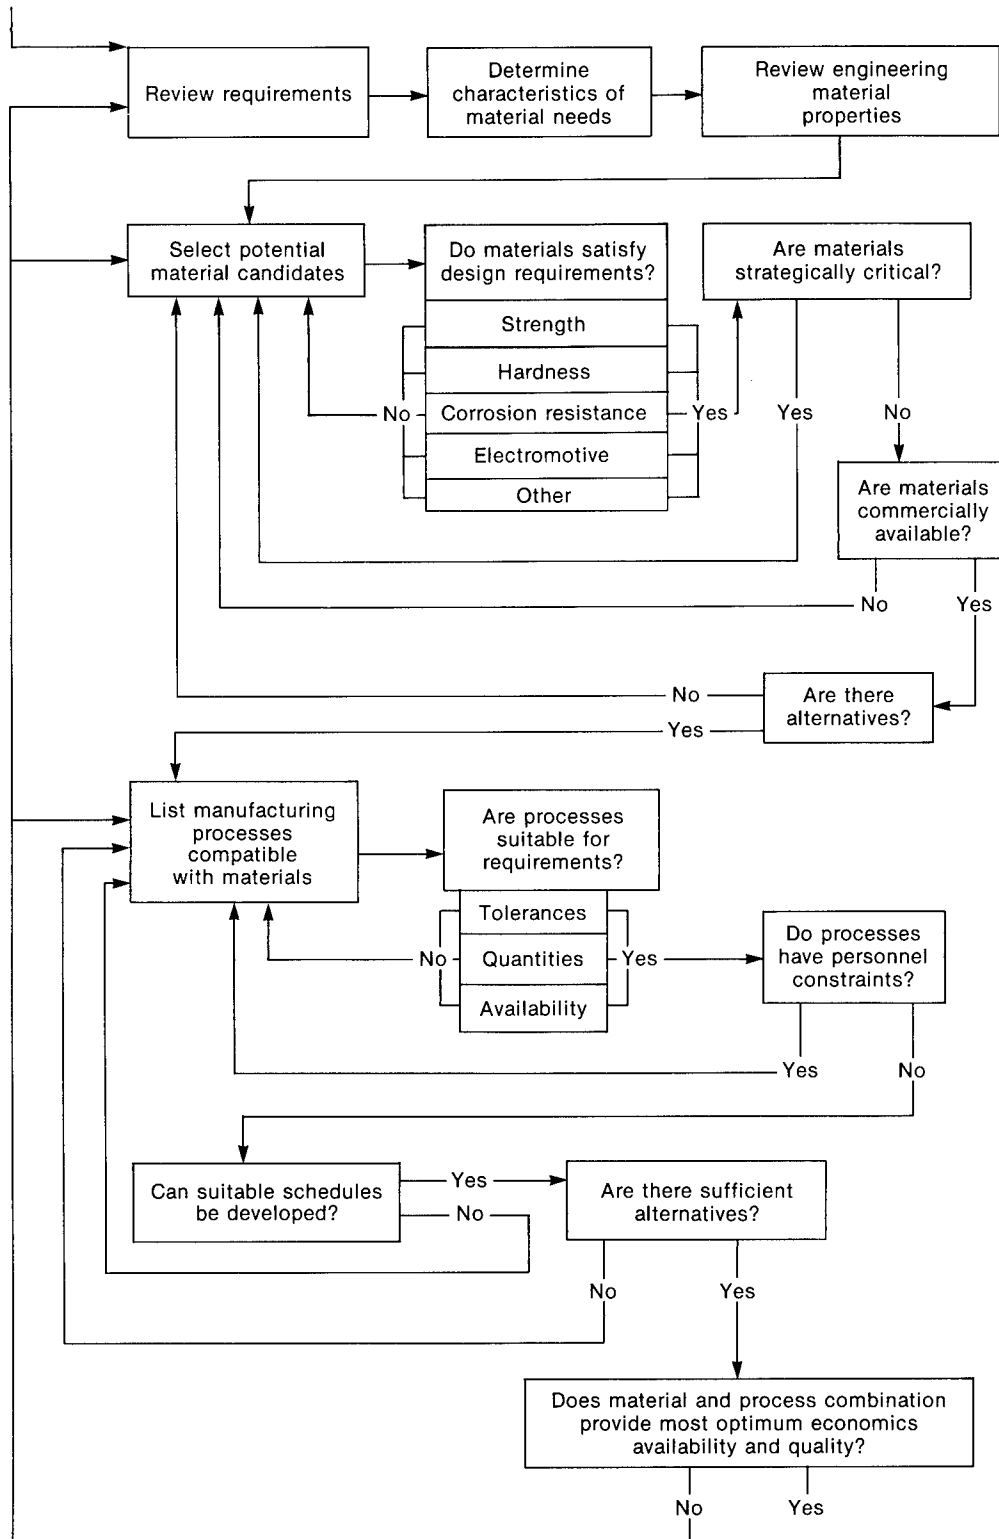 Review requirements
Determine
characteristics of
material needs
Review engineering
material
properties
Select potential
material candidates
Do materials satisfy
design requirements?
Strength
Hardness
Corrosion resistance
Electromotive
Other
No
Yes
Are materials
strategically critical?
Yes
No
Are materials
commercially
available?
No
Yes
Are there
alternatives?
No
Yes
List manufacturing
processes
compatible
with materials
Are processes
suitable for
requirements?
Tolerances
Quantities
Availability
No
Yes
Do processes
have personnel
constraints?
Yes
No
Can suitable schedules
be developed?
Yes
No
Are there sufficient
alternatives?
No
Yes
Does material and process combination
provide most optimum economics
availability and quality?
No
Yes